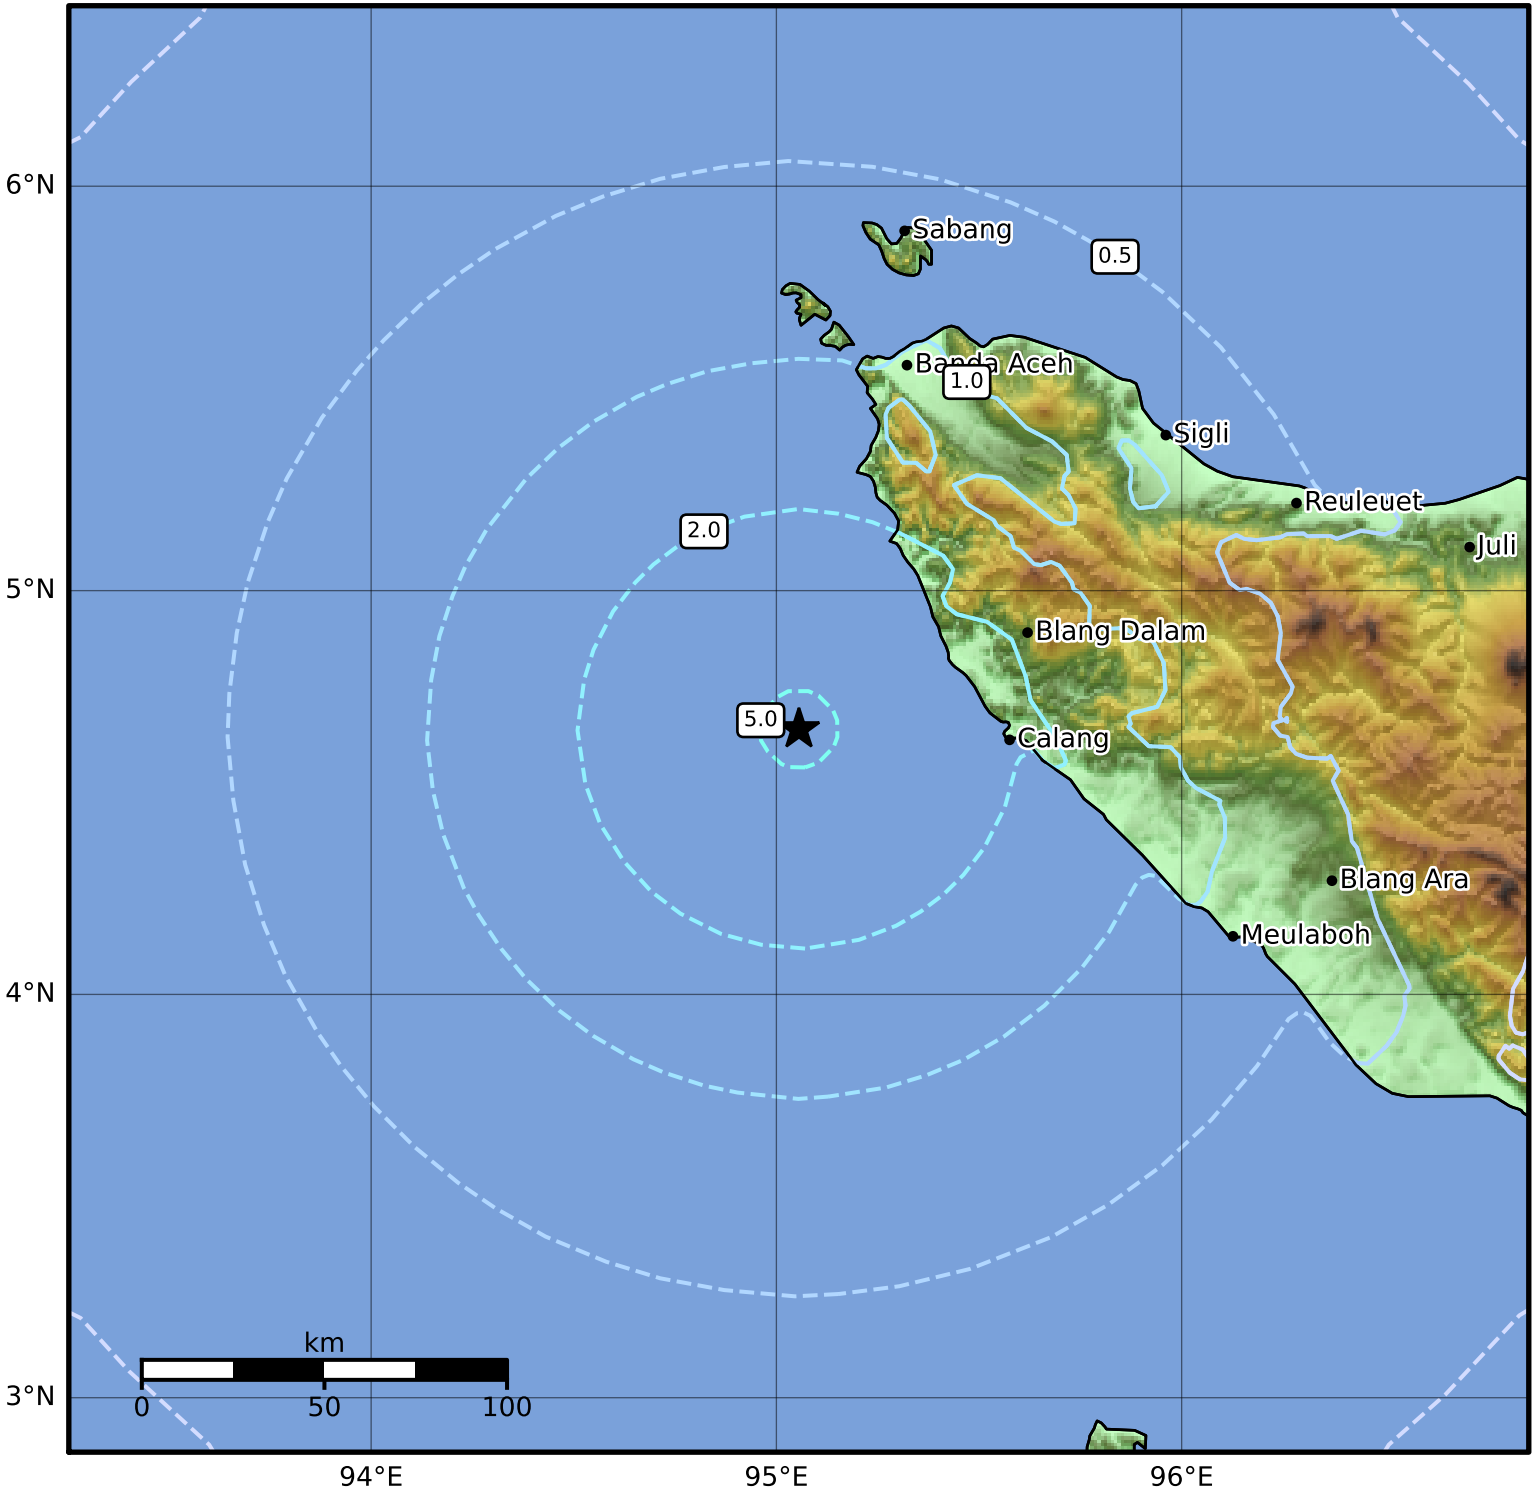 6°N
Sabang
0.5
Banda Aceh
1.0
Sigli
Reuleuet
2.0
Juli
5°N
Blang Dalam
5.0
Calang
Blang Ara
Meulaboh
4°N
km
0 50 100
3°N
94°E 95°E 96°E